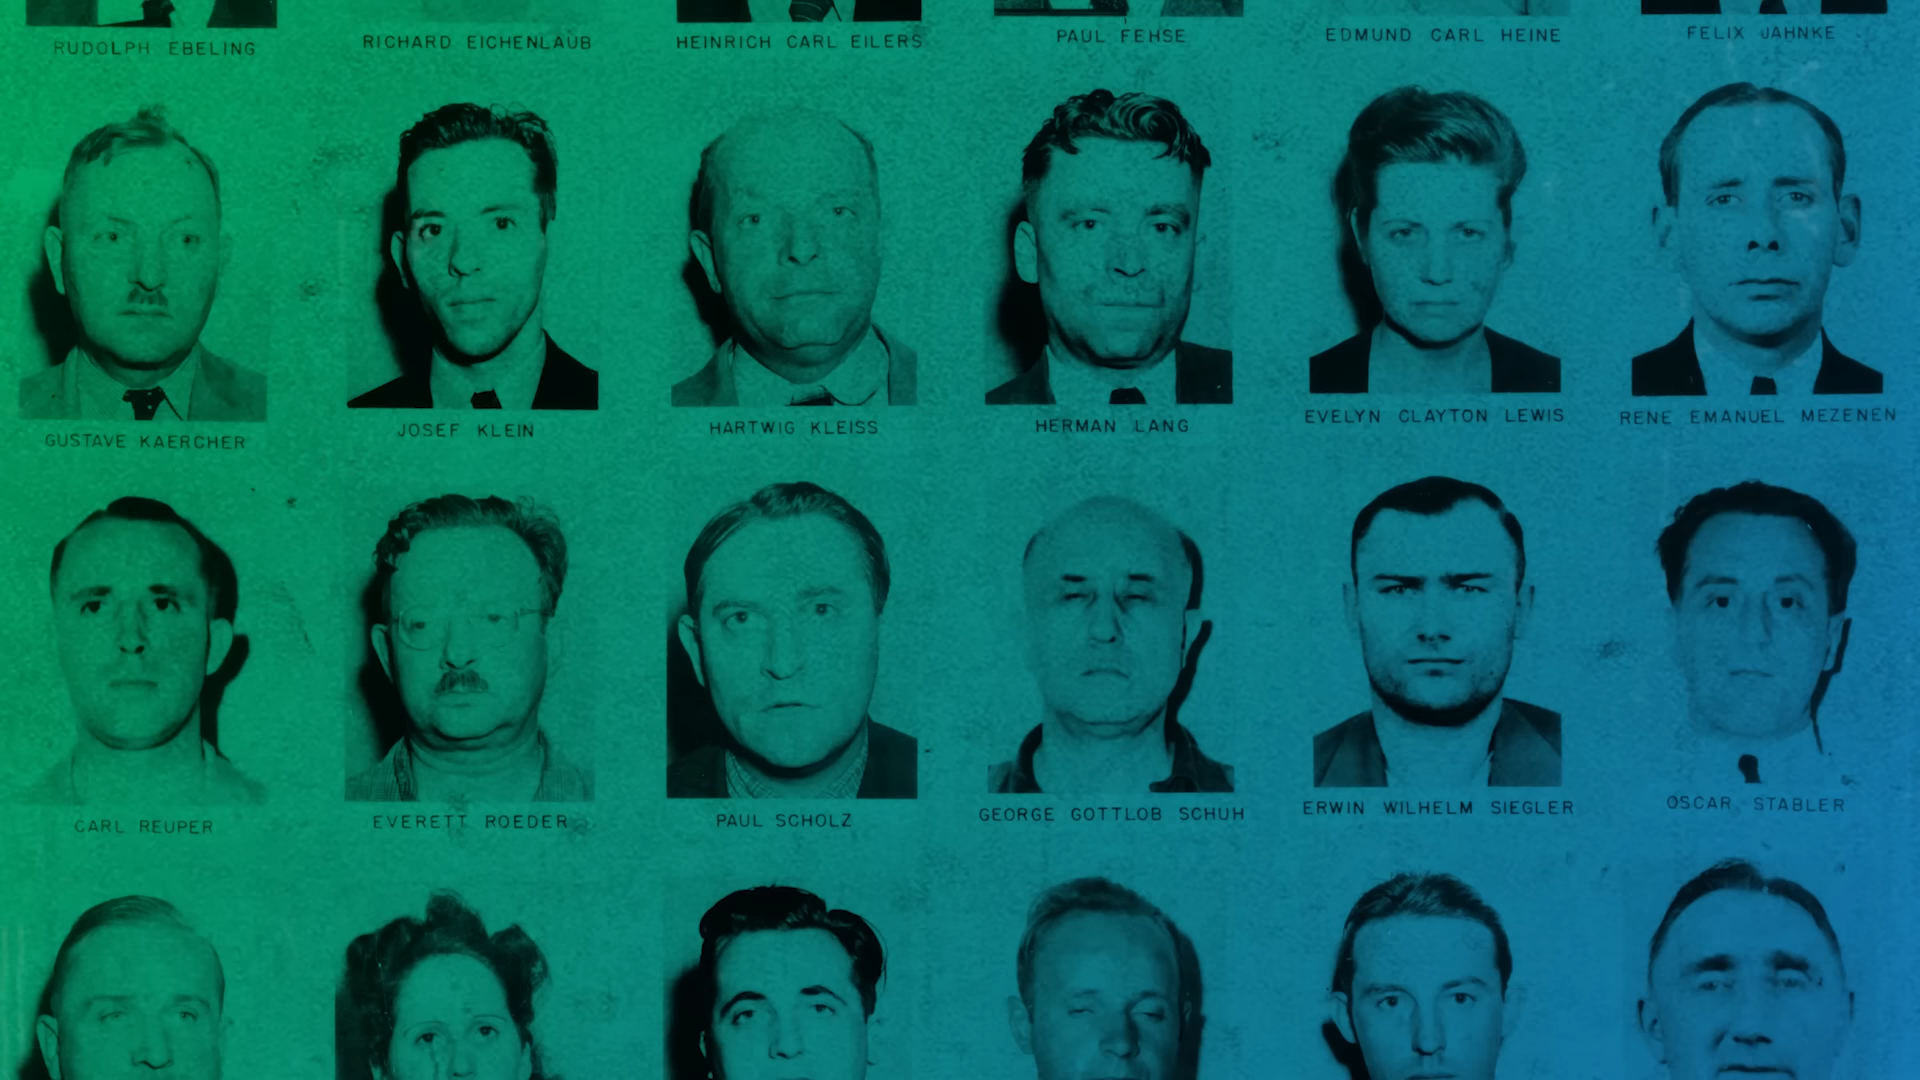 RUDOLPH EBELING
RICHARD EICHENLAUB
HEINRICH CARL EILERS
PAUL FEHSE
EDMUND CARL HEINE
FELIX JAHNKE
GUSTAVE KAERCHER
JOSEF KLEIN
HARTWIG KLEISS
HERMAN LANG
EVELYN CLAYTON LEWIS
RENE EMANUEL MEZENEN
CARL REUPER
EVERETT ROEDER
PAUL SCHOLZ
GEORGE GOTTLOB SCHUH
ERWIN WILHELM SIEGLER
OSCAR STABLER